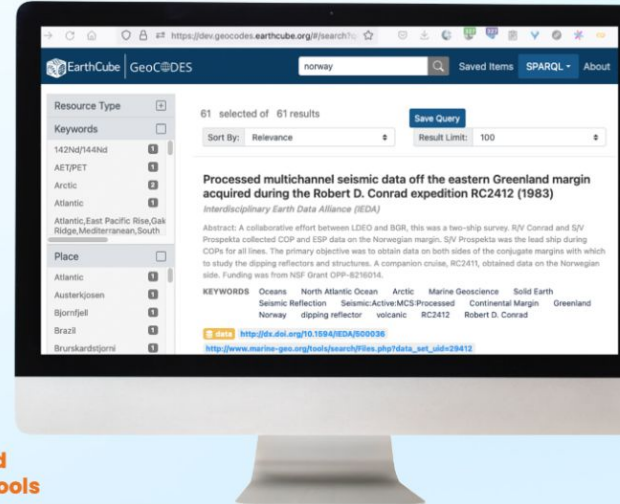 https://dev.geocodes.earthcube.org/#/search?q
EarthCube GeoCODES
norway
Saved Items SPARQL About
Resource Type
Keywords
142Nd/144Nd 1
AET/PET 1
Arctic 2
Atlantic 1
Atlantic,East Pacific Rise,Gak
Ridge,Mediterranean,South 1
Place
Atlantic 1
Austerkjosen 1
Bjornfjell 1
Brazil 1
Brurskardstjorni 1
61 selected of 61 results
Save Query
Sort By: Relevance
Result Limit: 100
Processed multichannel seismic data off the eastern Greenland margin
acquired during the Robert D. Conrad expedition RC2412 (1983)
Interdisciplinary Earth Data Alliance (IEDA)
Abstract: A collaborative effort between LDEO and BGR, this was a two-ship survey. R/V Conrad and S/V
Prospekta collected COP and ESP data on the Norwegian margin. S/V Prospekta was the lead ship during
COPs for all lines. The primary objective was to obtain data on both sides of the conjugate margins with which
to study the dipping reflectors and structures. A companion cruise, RC2411, obtained data on the Norwegian
side. Funding was from NSF Grant OPP-8216014.
KEYWORDS Oceans North Atlantic Ocean Arctic Marine Geoscience Solid Earth
Seismic Reflection Seismic:Active:MCS:Processed Continental Margin Greenland
Norway dipping reflector volcanic RC2412 Robert D. Conrad
data http://dx.doi.org/10.1594/IEDA/500036
http://www.marine-geo.org/tools/search/Files.php?data_set_uid=29412
d
ools